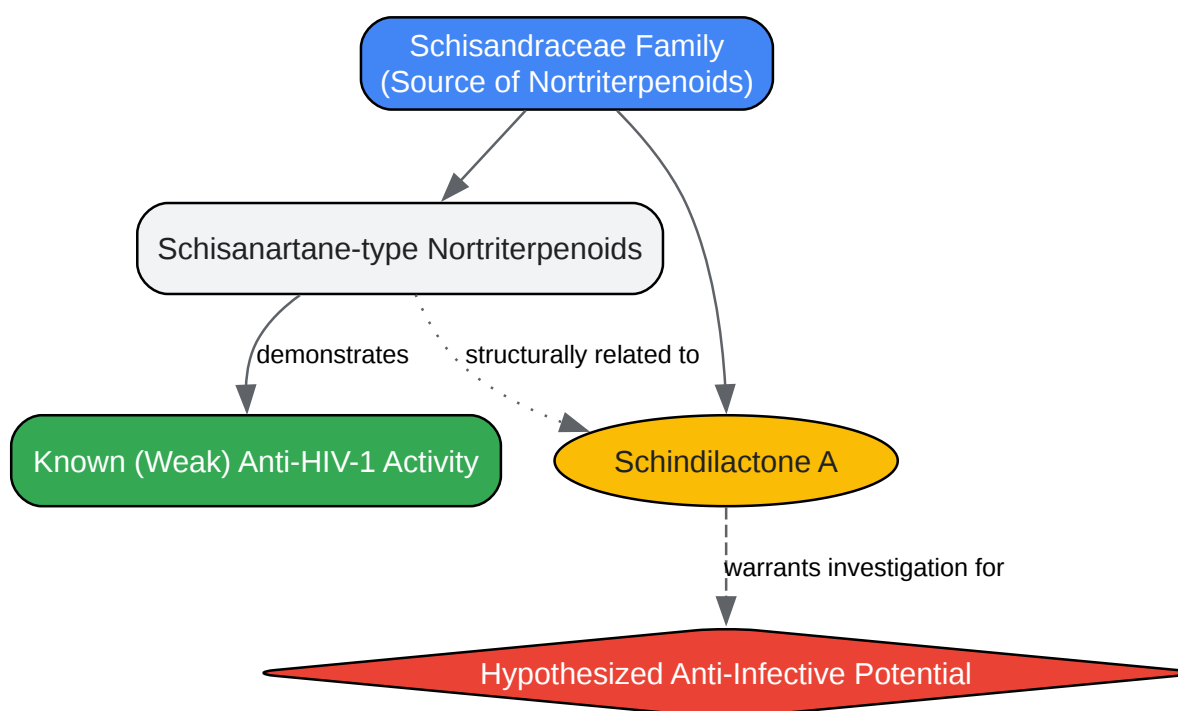 Schisandraceae Family
(Source of Nortriterpenoids)
Schisanartane-type Nortriterpenoids
demonstrates
structurally related to
Known (Weak) Anti-HIV-1 Activity
Schindilactone A
warrants investigation for
Hypothesized Anti-Infective Potential